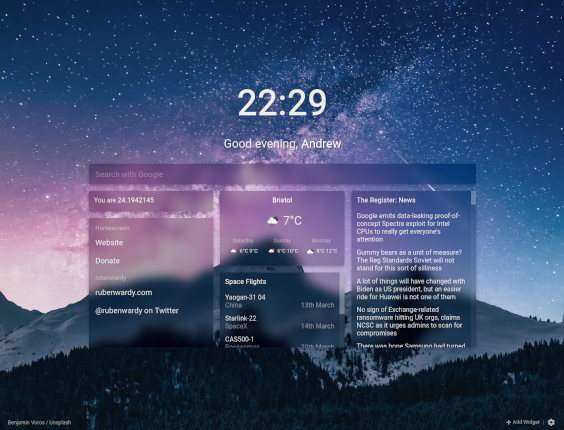 22:29
Good evening, Andrew
Search with Google
You are 24.1942145
Homescreen
Website
Donate
rubenwardy
rubenwardy.com
@rubenwardy on Twitter
Bristol
7°C
Saturday
Sunday
Monday
6°C 9°C
6°C 10°C
8°C 12°C
Space Flights
Yaogan-31 04
China
13th March
Starlink-22
SpaceX
14th March
CAS500-1
20th March
The Register: News
Google emits data-leaking proof-of-
concept Spectre exploit for Intel
CPUs to really get everyone's
attention
Gummy bears as a unit of measure?
The Reg Standards Soviet will not
stand for this sort of silliness
A lot of things will have changed with
Biden as US president, but an easier
ride for Huawei is not one of them
No sign of Exchange-related
ransomware hitting UK orgs, claims
NCSC as it urges admins to scan for
compromises
There was hope Samsung had turned
Benjamin Voros / Unsplash
+ Add Widget